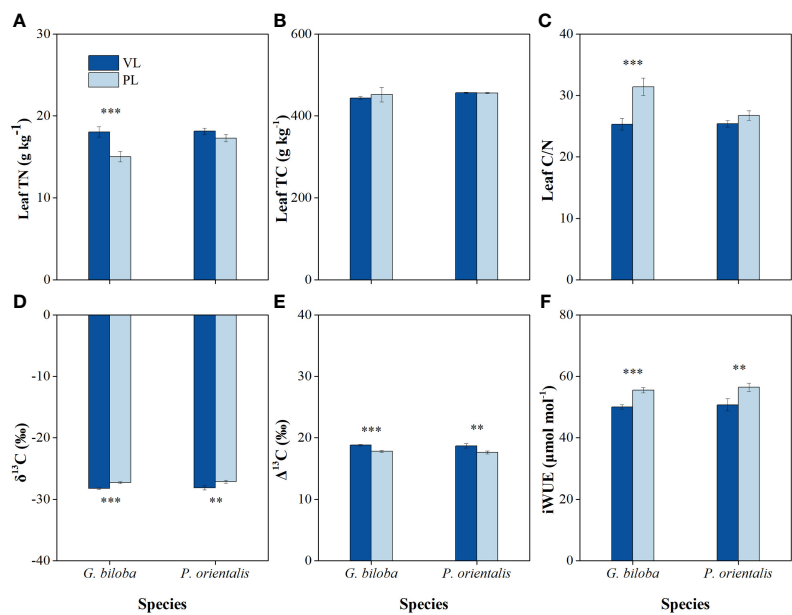 A
B
C
30
20
10
0
Leaf TN (g kg⁻¹)
VL
PL
***
600
400
200
0
Leaf TC (g kg⁻¹)
40
30
20
10
0
Leaf C/N
***
D
E
F
0
-10
-20
-30
-40
δ¹³C (‰)
***
**
G. biloba
P. orientalis
Species
40
30
20
10
0
Δ¹³C (‰)
***
**
G. biloba
P. orientalis
Species
80
60
40
20
0
iWUE (μmol mol⁻¹)
***
**
G. biloba
P. orientalis
Species